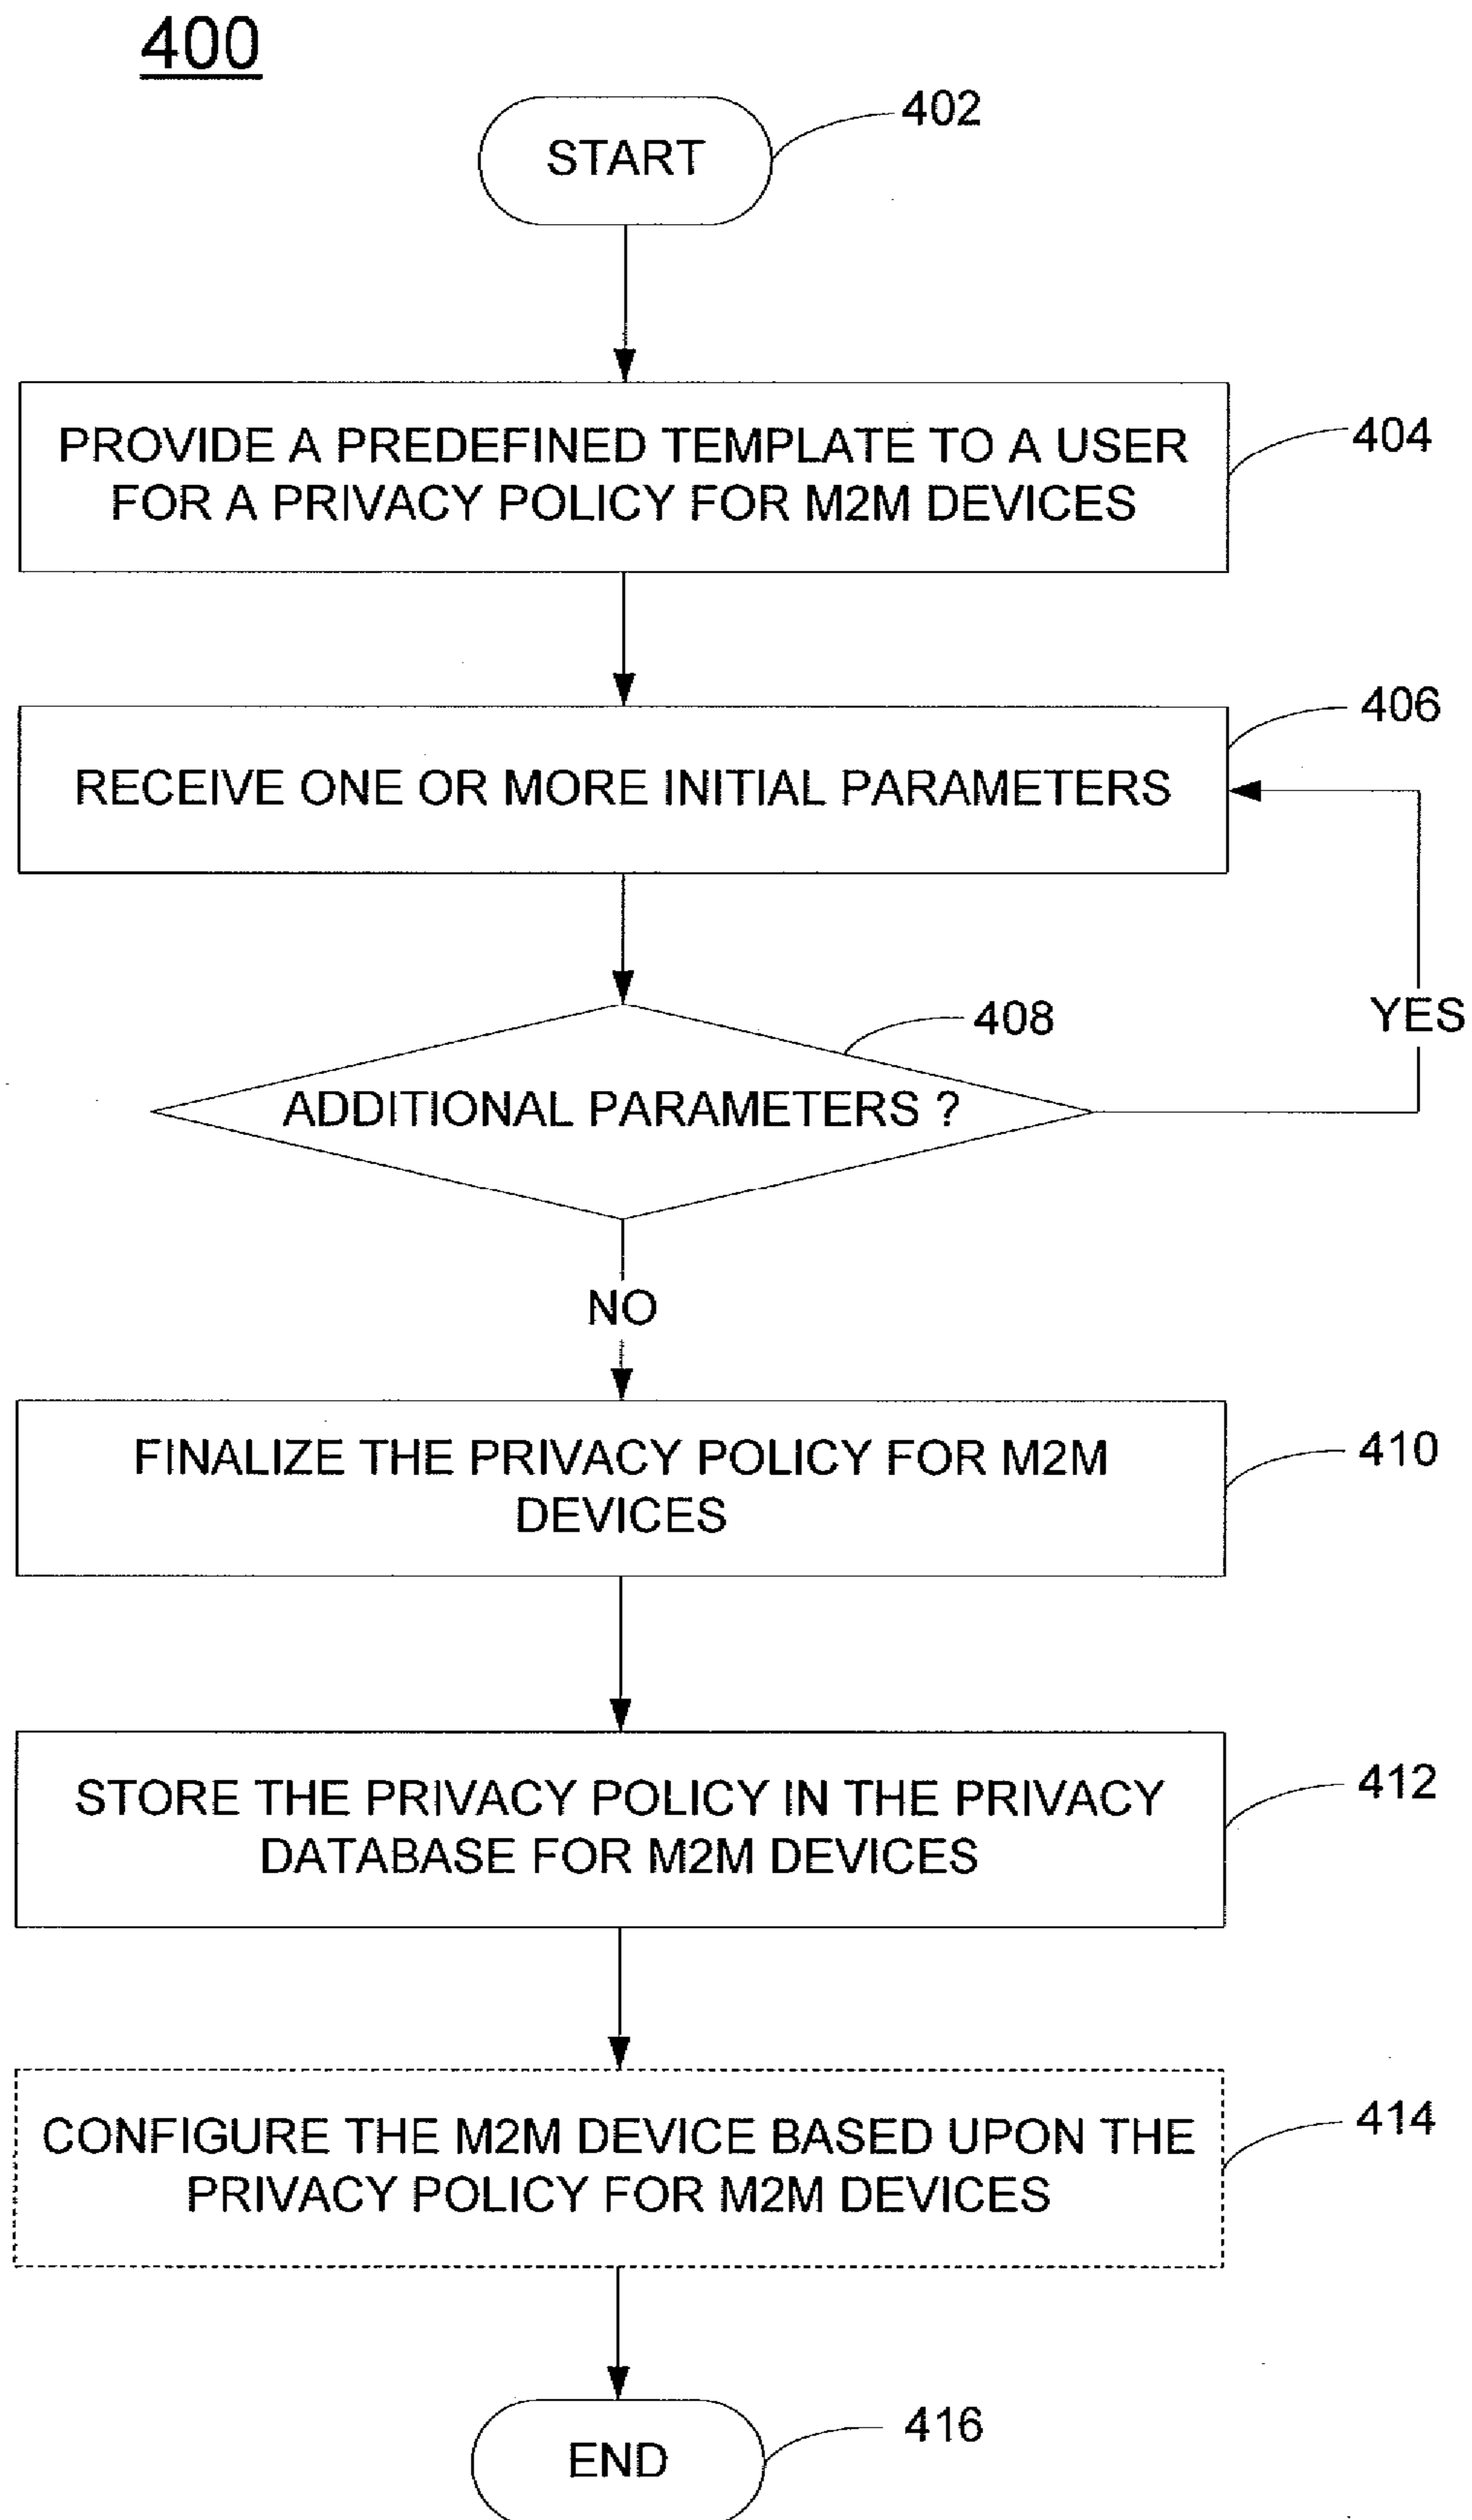 400
START
402
PROVIDE A PREDEFINED TEMPLATE TO A USER
FOR A PRIVACY POLICY FOR M2M DEVICES
404
406
RECEIVE ONE OR MORE INITIAL PARAMETERS
408
YES
ADDITIONAL PARAMETERS ?
NO
FINALIZE THE PRIVACY POLICY FOR M2M
DEVICES
410
STORE THE PRIVACY POLICY IN THE PRIVACY
DATABASE FOR M2M DEVICES
412
CONFIGURE THE M2M DEVICE BASED UPON THE
PRIVACY POLICY FOR M2M DEVICES
414
END
416